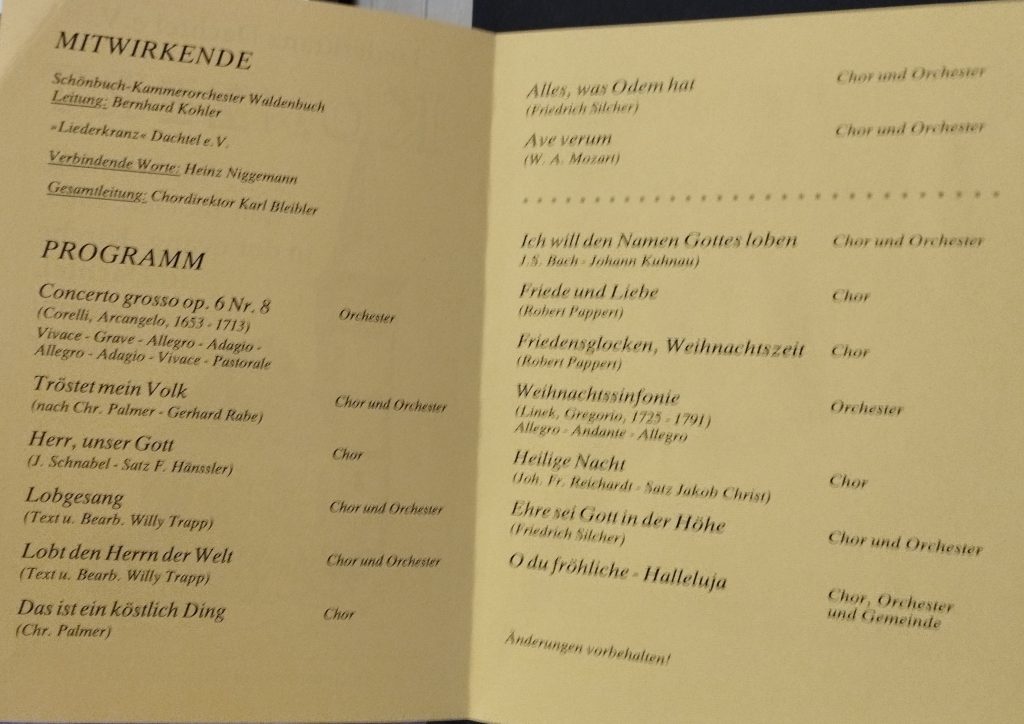 MITWIRKENDE
Schönbuch-Kammerorchester Waldenbuch
Leitung: Bernhard Kohler
»Liederkranz« Dachtel e.V.
Verbindende Worte: Heinz Niggemann
Gesamtleitung: Chordirektor Karl Bleibler
PROGRAMM
Concerto grosso op. 6 Nr. 8 Orchester
(Corelli, Arcangelo, 1653 - 1713)
Vivace - Grave - Allegro - Adagio -
Allegro - Adagio - Vivace - Pastorale
Tröstet mein Volk Chor und Orchester
(nach Chr. Palmer - Gerhard Rabe)
Herr, unser Gott Chor
(J. Schnabel - Satz F. Hänssler)
Lobgesang Chor und Orchester
(Text u. Bearb. Willy Trapp)
Lobt den Herrn der Welt Chor und Orchester
(Text u. Bearb. Willy Trapp)
Das ist ein köstlich Ding Chor
(Chr. Palmer)
Alles, was Odem hat Chor und Orchester
(Friedrich Silcher)
Ave verum Chor und Orchester
(W. A. Mozart)
Ich will den Namen Gottes loben Chor und Orchester
J.S. Bach - Johann Kuhnau)
Friede und Liebe Chor
(Robert Pappert)
Friedensglocken, Weihnachtszeit Chor
(Robert Pappert)
Weihnachtssinfonie Orchester
(Linek, Gregorio, 1725 - 1791)
Allegro - Andante - Allegro
Heilige Nacht Chor
(Joh. Fr. Reichardt - Satz Jakob Christ)
Ehre sei Gott in der Höhe Chor und Orchester
(Friedrich Silcher)
O du fröhliche - Halleluja Chor, Orchester
und Gemeinde
Änderungen vorbehalten!